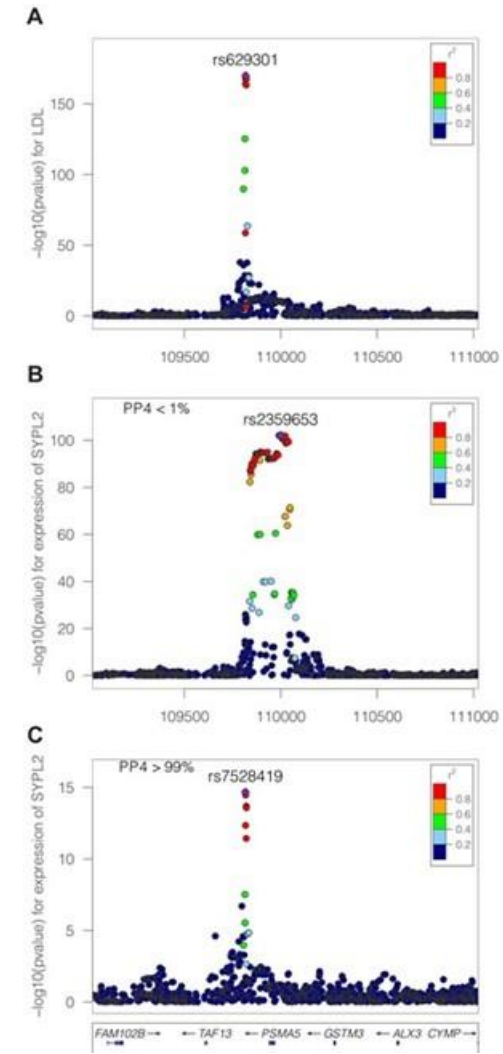 A
rs629301
r²
0.8
0.6
0.4
0.2
150
100
50
0
−log10(pvalue) for LDL
109500 110000 110500 111000
B
PP4 < 1%
rs2359653
r²
0.8
0.6
0.4
0.2
100
80
60
40
20
0
−log10(pvalue) for expression of SYPL2
109500 110000 110500 111000
C
PP4 > 99%
rs7528419
r²
0.8
0.6
0.4
0.2
15
10
5
0
−log10(pvalue) for expression of SYPL2
FAM102B→ ←TAF13 ←PSMA5 ←GSTM3 ←ALX3 CYMP→